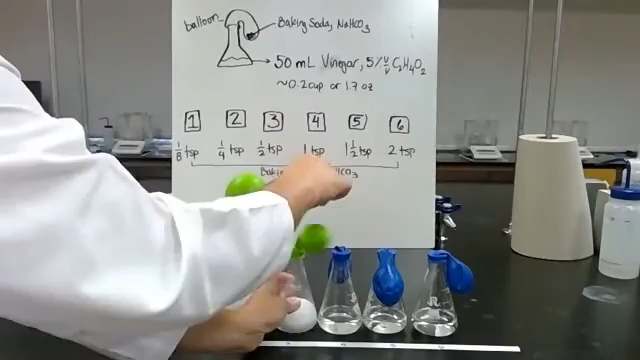 balloon
Baking Soda, NaHCO3
50 mL Vinegar, 5% v/v C2H4O2
~0.2 cup or 1.7 oz
1 2 3 4 5 6
1/8 tsp 1/4 tsp 1/2 tsp 1 tsp 1 1/2 tsp 2 tsp
HCO3